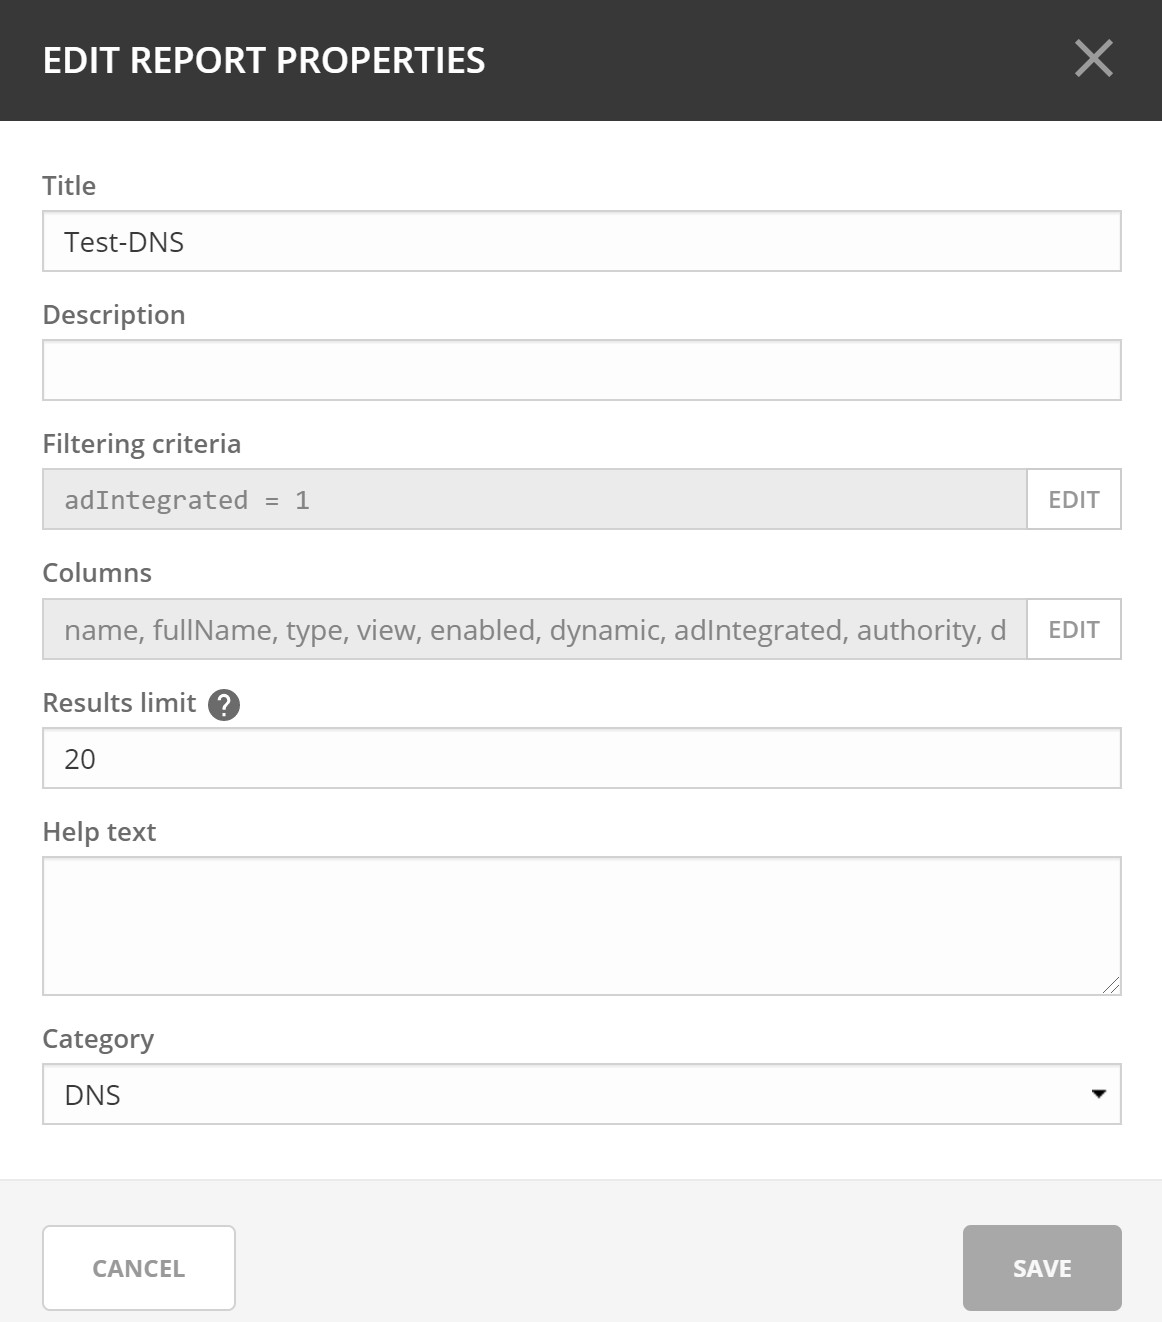 EDIT REPORT PROPERTIES
Title
Test-DNS
Description
Filtering criteria
adIntegrated = 1
EDIT
Columns
name, fullName, type, view, enabled, dynamic, adIntegrated, authority, d
EDIT
Results limit ?
20
Help text
Category
DNS
CANCEL
SAVE